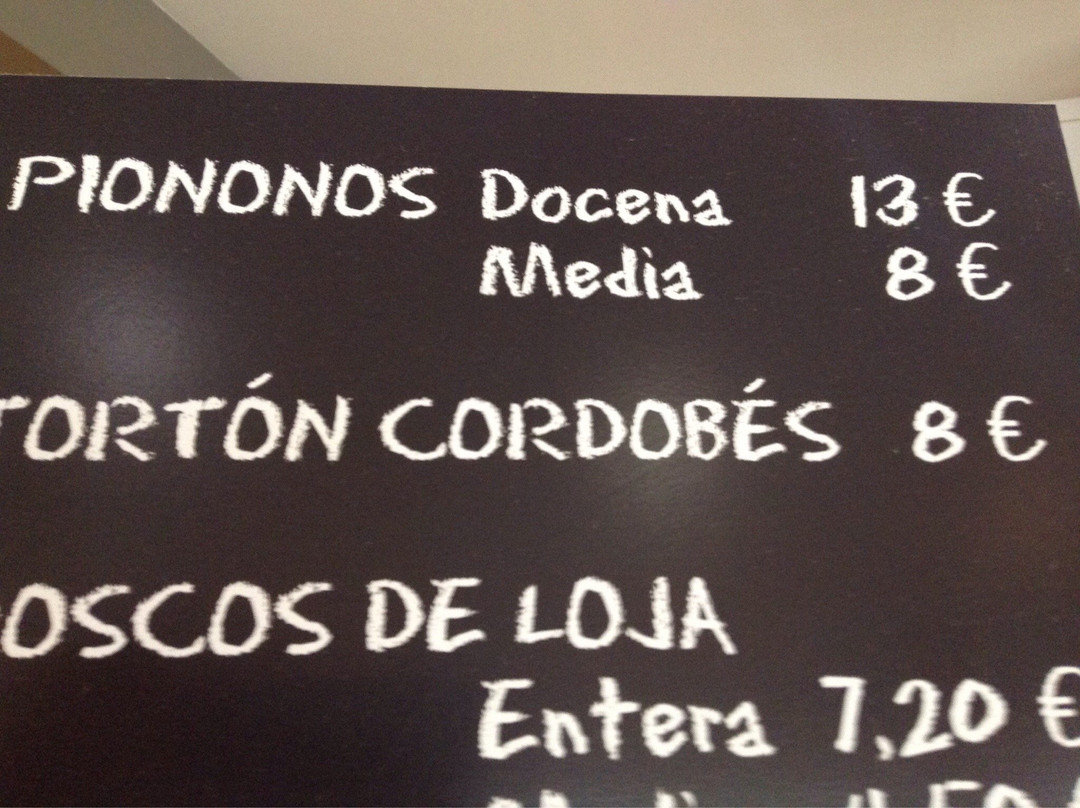 PIONONOS Docena 13 €
Media 8 €
TORTÓN CORDOBÉS 8 €
OSCOS DE LOJA
Entera 7,20 €